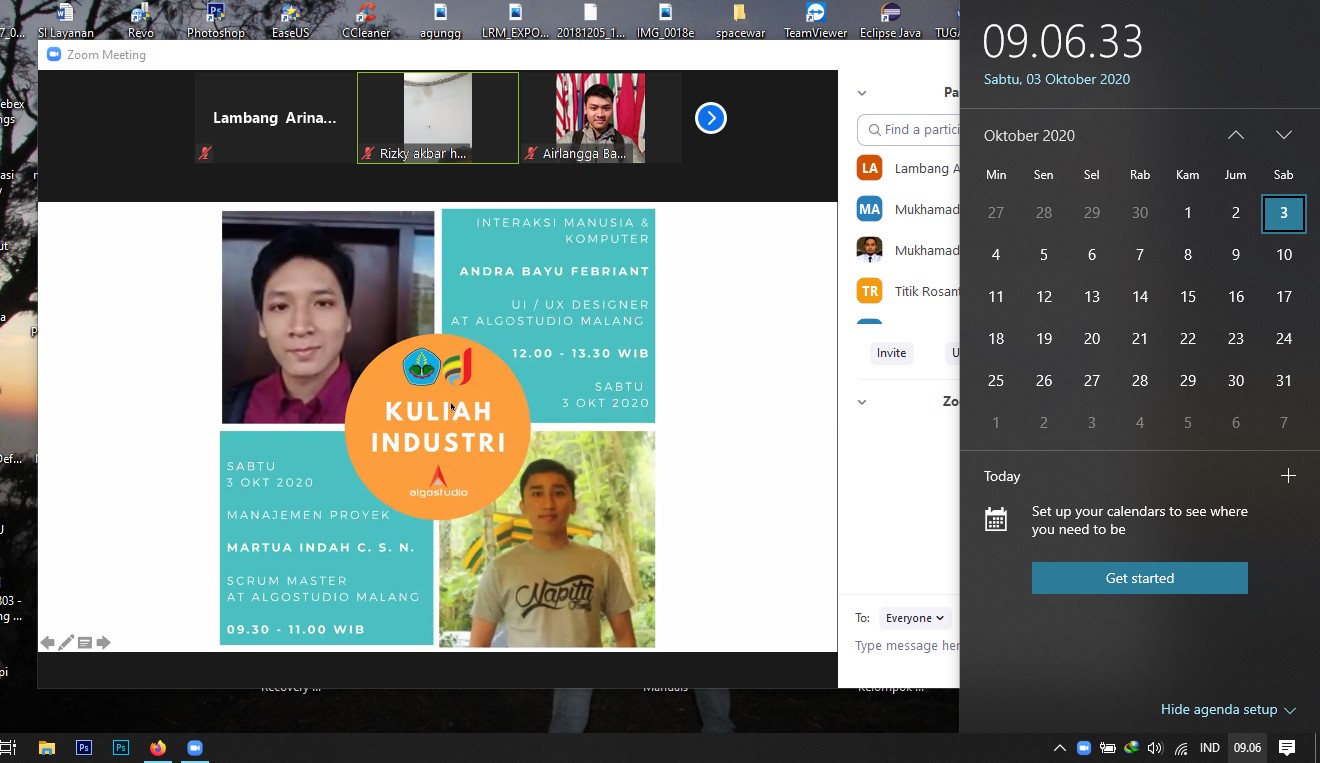 7_0...
SI Layanan
Revo
Photoshop
EaseUS
CCleaner
agungg
LRM_EXPO...
20181205_1...
IMG_0018e
spacewar
TeamViewer
Eclipse Java
TUGA
Zoom Meeting
Lambang Arina...
Rizky akbar h...
Airlangga Ba...
INTERAKSI MANUSIA &
KOMPUTER
ANDRA BAYU FEBRIANT
UI / UX DESIGNER
AT ALGOSTUDIO MALANG
12.00 - 13.30 WIB
SABTU
3 OKT 2020
KULIAH
INDUSTRI
algostudio
SABTU
3 OKT 2020
MANAJEMEN PROYEK
MARTUA INDAH C. S. N.
SCRUM MASTER
AT ALGOSTUDIO MALANG
09.30 - 11.00 WIB
Napitu
Pa
Find a partici
LA
Lambang A
MA
Mukhamad
Mukhamad
TR
Titik Rosant
Invite
U
Zo
To:
Everyone
Type message her
Recovery ...
Manuals
Kelompok ...
09.06.33
Sabtu, 03 Oktober 2020
Oktober 2020
Min Sen Sel Rab Kam Jum Sab
27 28 29 30 1 2 3
4 5 6 7 8 9 10
11 12 13 14 15 16 17
18 19 20 21 22 23 24
25 26 27 28 29 30 31
1 2 3 4 5 6 7
Today
Set up your calendars to see where
you need to be
Get started
Hide agenda setup
Ps
Ps
IND
09.06